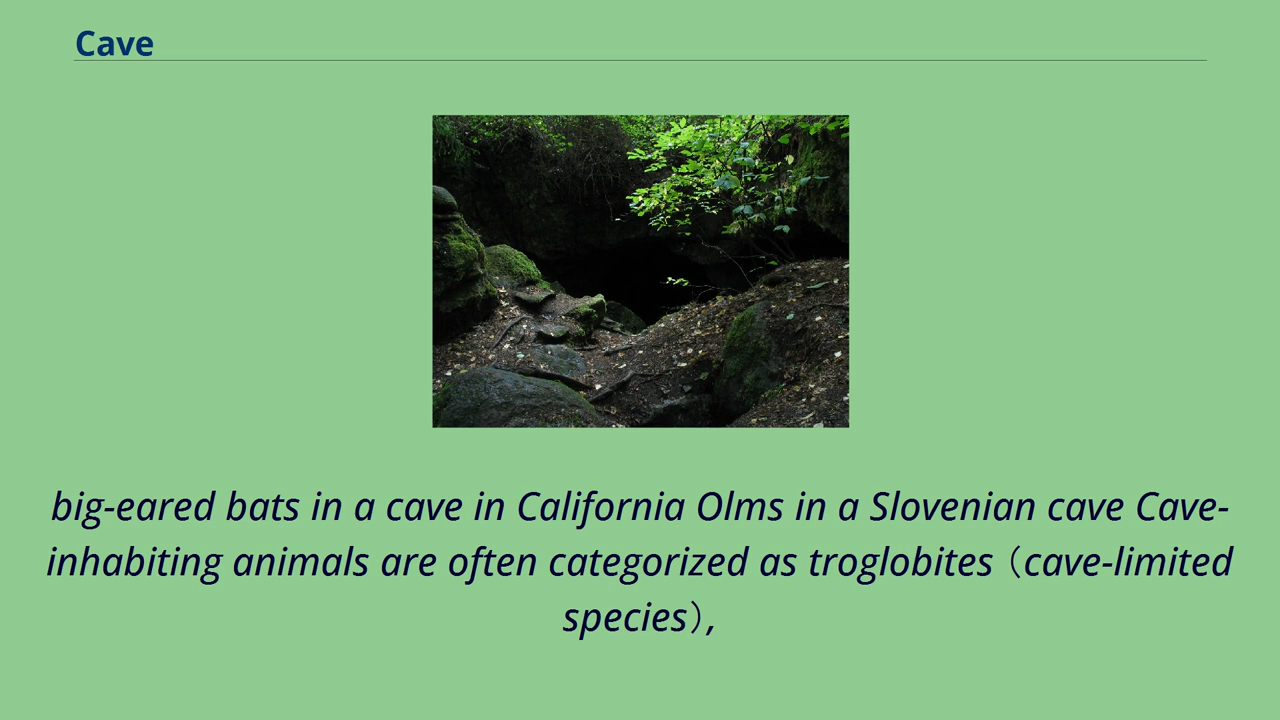 Cave
big-eared bats in a cave in California Olms in a Slovenian cave Cave-
inhabiting animals are often categorized as troglobites（cave-limited
species）,